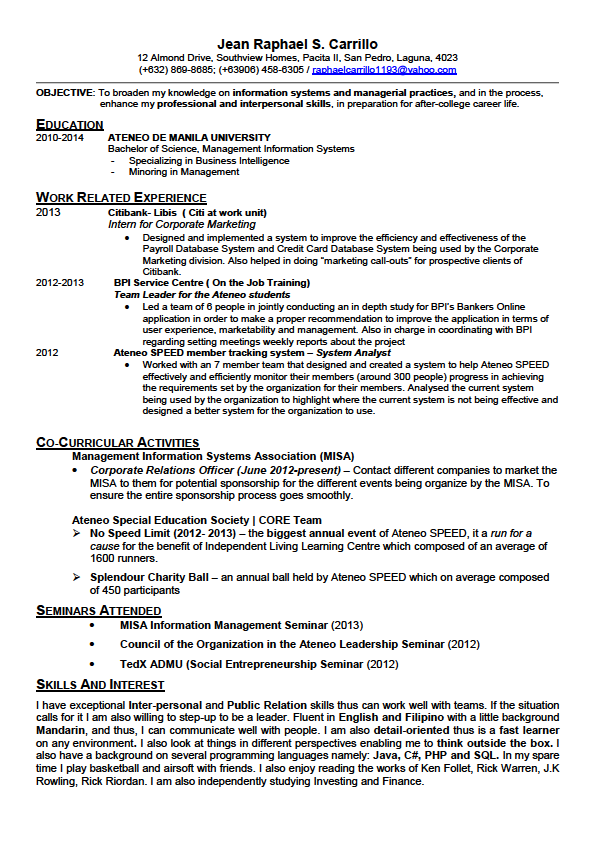 Jean Raphael S. Carrillo
12 Almond Drive, Southview Homes, Pacita II, San Pedro, Laguna, 4023
(+632) 869-8685; (+63906) 458-6305 / raphaelcarrillo1193@yahoo.com
OBJECTIVE: To broaden my knowledge on information systems and managerial practices, and in the process,
enhance my professional and interpersonal skills, in preparation for after-college career life.
EDUCATION
2010-2014 ATENEO DE MANILA UNIVERSITY
Bachelor of Science, Management Information Systems
- Specializing in Business Intelligence
- Minoring in Management
WORK RELATED EXPERIENCE
2013 Citibank- Libis ( Citi at work unit)
Intern for Corporate Marketing
• Designed and implemented a system to improve the efficiency and effectiveness of the
Payroll Database System and Credit Card Database System being used by the Corporate
Marketing division. Also helped in doing “marketing call-outs” for prospective clients of
Citibank.
2012-2013 BPI Service Centre ( On the Job Training)
Team Leader for the Ateneo students
• Led a team of 6 people in jointly conducting an in depth study for BPI's Bankers Online
application in order to make a proper recommendation to improve the application in terms of
user experience, marketability and management. Also in charge in coordinating with BPI
regarding setting meetings weekly reports about the project
2012 Ateneo SPEED member tracking system – System Analyst
• Worked with an 7 member team that designed and created a system to help Ateneo SPEED
effectively and efficiently monitor their members (around 300 people) progress in achieving
the requirements set by the organization for their members. Analysed the current system
being used by the organization to highlight where the current system is not being effective and
designed a better system for the organization to use.
CO-CURRICULAR ACTIVITIES
Management Information Systems Association (MISA)
• Corporate Relations Officer (June 2012-present) – Contact different companies to market the
MISA to them for potential sponsorship for the different events being organize by the MISA. To
ensure the entire sponsorship process goes smoothly.
Ateneo Special Education Society | CORE Team
➢ No Speed Limit (2012- 2013) – the biggest annual event of Ateneo SPEED, it a run for a
cause for the benefit of Independent Living Learning Centre which composed of an average of
1600 runners.
➢ Splendour Charity Ball – an annual ball held by Ateneo SPEED which on average composed
of 450 participants
SEMINARS ATTENDED
• MISA Information Management Seminar (2013)
• Council of the Organization in the Ateneo Leadership Seminar (2012)
• TedX ADMU (Social Entrepreneurship Seminar (2012)
SKILLS AND INTEREST
I have exceptional Inter-personal and Public Relation skills thus can work well with teams. If the situation
calls for it I am also willing to step-up to be a leader. Fluent in English and Filipino with a little background
Mandarin, and thus, I can communicate well with people. I am also detail-oriented thus is a fast learner
on any environment. I also look at things in different perspectives enabling me to think outside the box. I
also have a background on several programming languages namely: Java, C#, PHP and SQL. In my spare
time I play basketball and airsoft with friends. I also enjoy reading the works of Ken Follet, Rick Warren, J.K
Rowling, Rick Riordan. I am also independently studying Investing and Finance.